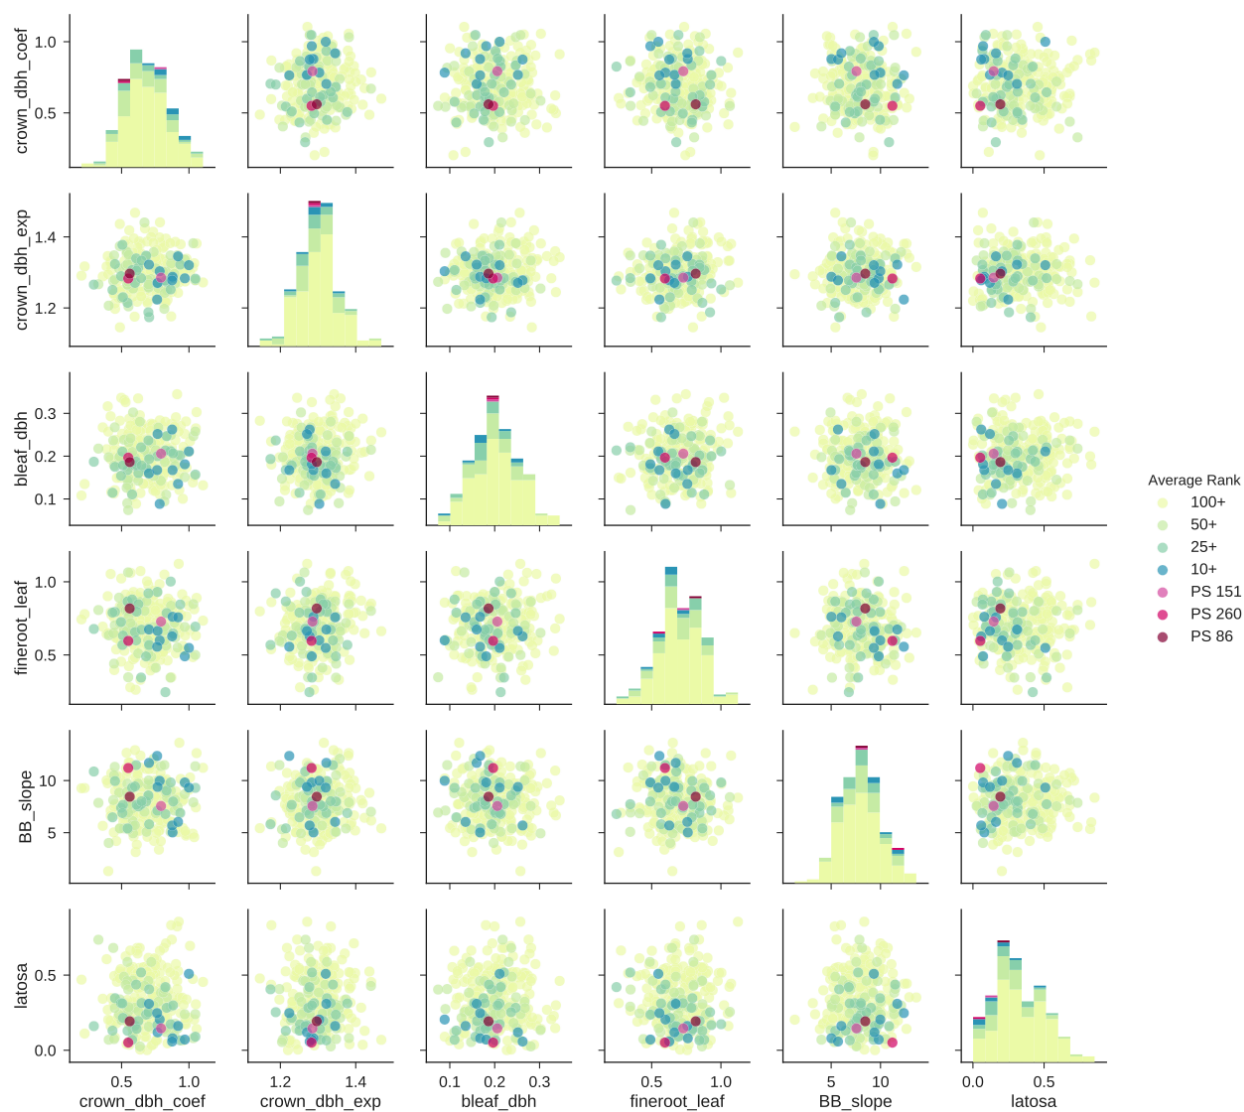 crown_dbh_coef
1.0
0.5
crown_dbh_exp
1.4
1.2
bleaf_dbh
0.3
0.2
0.1
fineroot_leaf
1.0
0.5
BB_slope
10
5
latosa
0.5
0.0
0.5 1.0 1.2 1.4 0.1 0.2 0.3 0.5 1.0 5 10 0.0 0.5
crown_dbh_coef crown_dbh_exp bleaf_dbh fineroot_leaf BB_slope latosa
Average Rank
100+
50+
25+
10+
PS 151
PS 260
PS 86